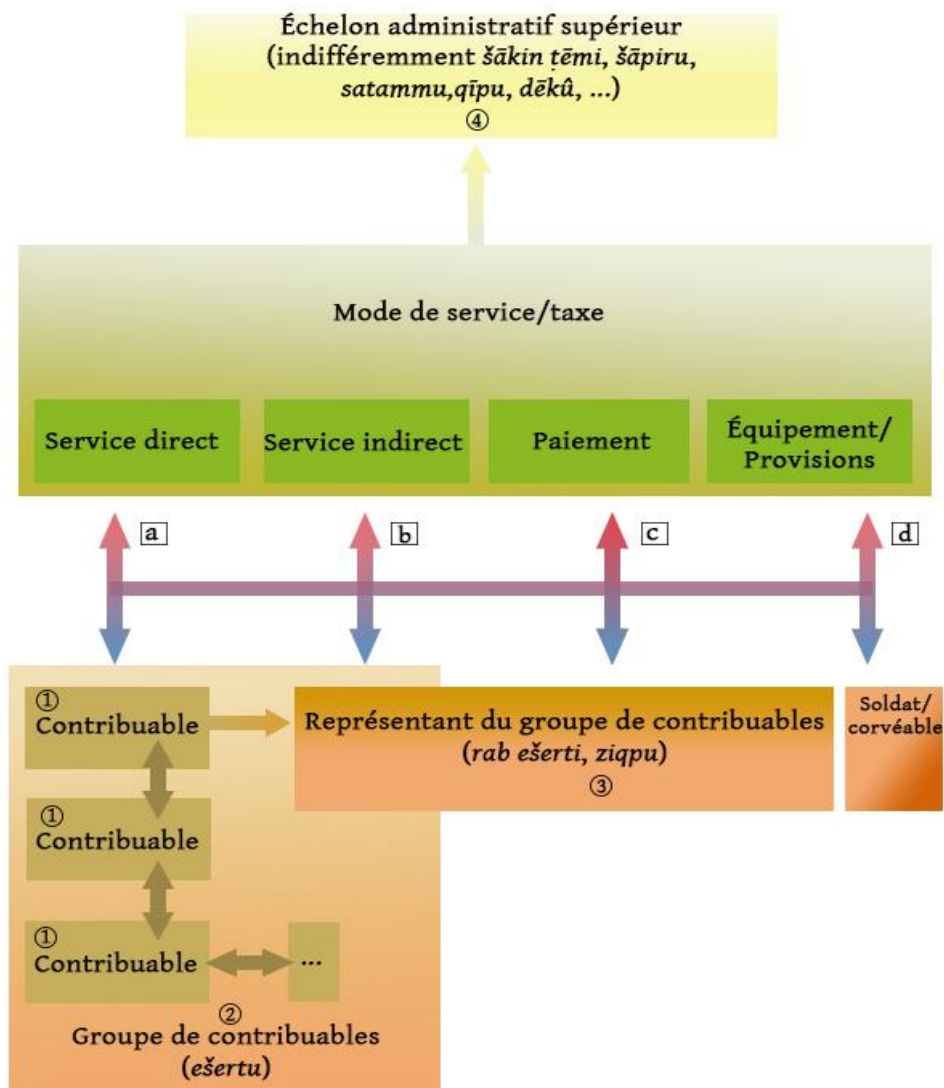 Échelon administratif supérieur
(indifféremment šākin ṭēmi, šāpiru,
satammu,qīpu, dēkû, ...)
④
Mode de service/taxe
Service direct
Service indirect
Paiement
Équipement/
Provisions
a
b
c
d
①
Contribuable
Représentant du groupe de contribuables
(rab ešerti, ziqpu)
③
Soldat/
corvéable
①
Contribuable
①
Contribuable
...
②
Groupe de contribuables
(ešertu)